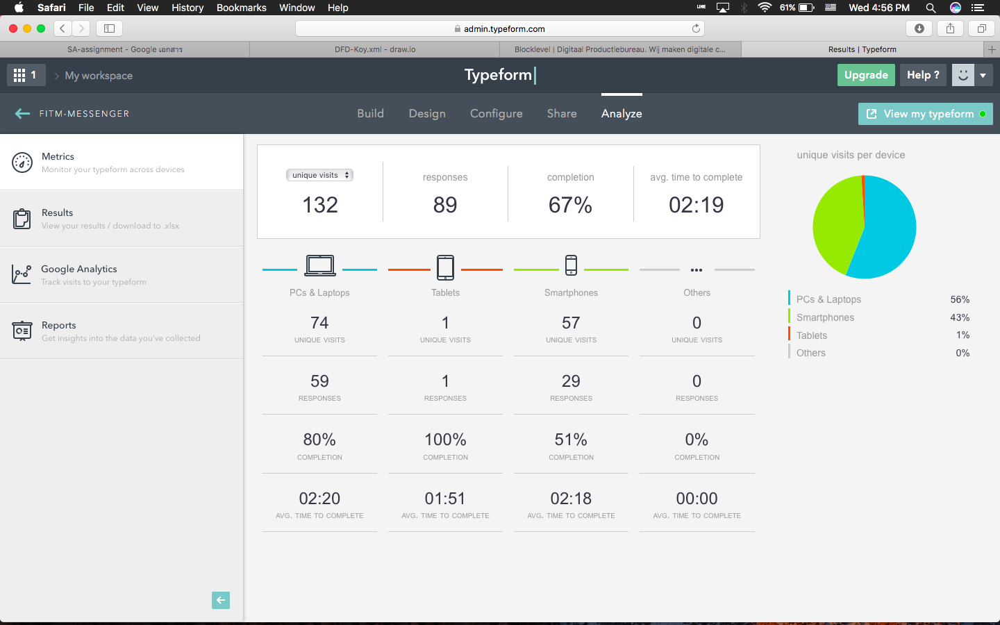 Safari File Edit View History Bookmarks Window Help LINE 61% Wed 4:56 PM
admin.typeform.com
SA-assignment - Google เอกสาร DFD-Koy.xml - draw.io Blocklevel | Digitaal Productiebureau. Wij maken digitale c... Results | Typeform
1 My workspace Typeform Upgrade Help ?
FITM-MESSENGER Build Design Configure Share Analyze View my typeform
Metrics
Monitor your typeform across devices
Results
View your results / download to .xlsx
Google Analytics
Track visits to your typeform
Reports
Get insights into the data you've collected
unique visits responses completion avg. time to complete
132 89 67% 02:19
PCs & Laptops Tablets Smartphones Others
74 1 57 0
UNIQUE VISITS UNIQUE VISITS UNIQUE VISITS UNIQUE VISITS
59 1 29 0
RESPONSES RESPONSES RESPONSES RESPONSES
80% 100% 51% 0%
COMPLETION COMPLETION COMPLETION COMPLETION
02:20 01:51 02:18 00:00
AVG. TIME TO COMPLETE AVG. TIME TO COMPLETE AVG. TIME TO COMPLETE AVG. TIME TO COMPLETE
unique visits per device
PCs & Laptops 56%
Smartphones 43%
Tablets 1%
Others 0%